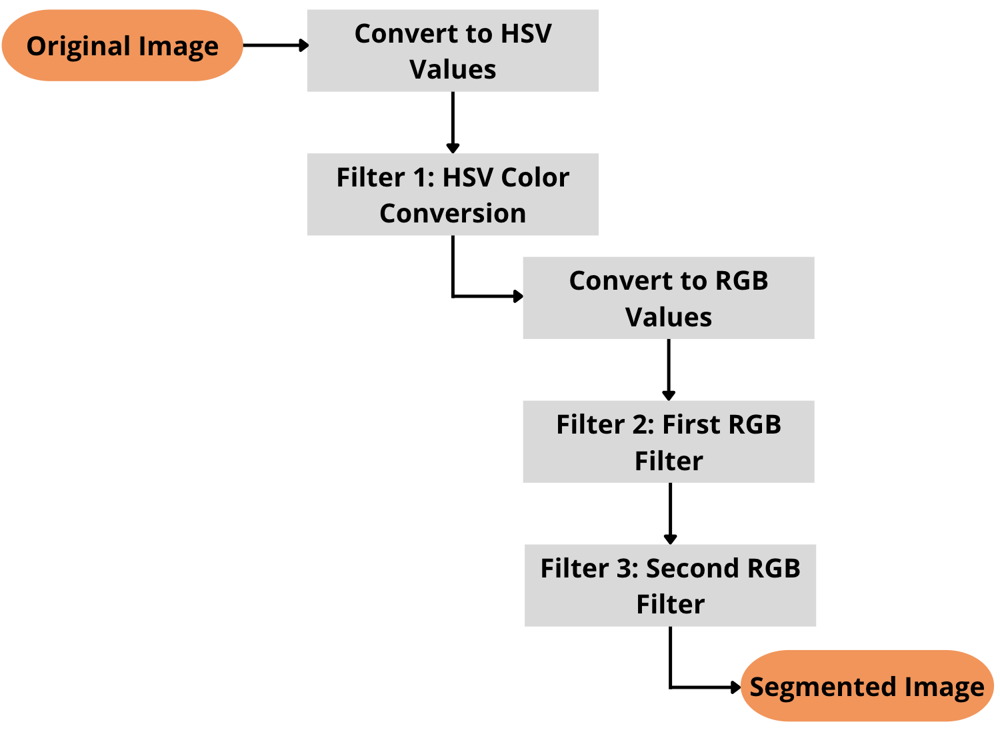 Original Image
Convert to HSV
Values
Filter 1: HSV Color
Conversion
Convert to RGB
Values
Filter 2: First RGB
Filter
Filter 3: Second RGB
Filter
Segmented Image